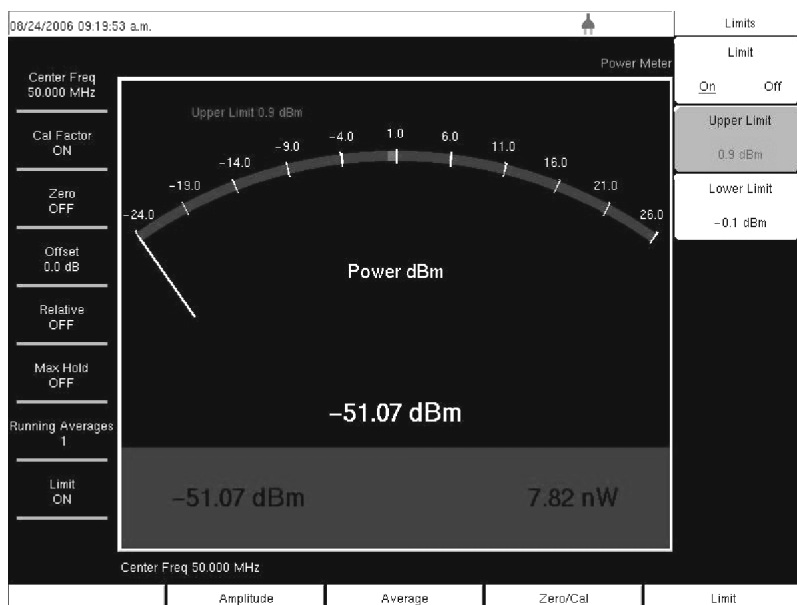 08/24/2006 09:19:53 a.m.
Limits
Power Meter
Center Freq
50.000 MHz
Cal Factor
ON
Zero
OFF
Offset
0.0 dB
Relative
OFF
Max Hold
OFF
Running Averages
1
Limit
ON
Upper Limit 0.9 dBm
-24.0
-19.0
-14.0
-9.0
-4.0
1.0
6.0
11.0
16.0
21.0
26.0
Power dBm
-51.07 dBm
-51.07 dBm 7.82 nW
Center Freq 50.000 MHz
Limit
On Off
Upper Limit
0.9 dBm
Lower Limit
-0.1 dBm
Amplitude Average Zero/Cal Limit